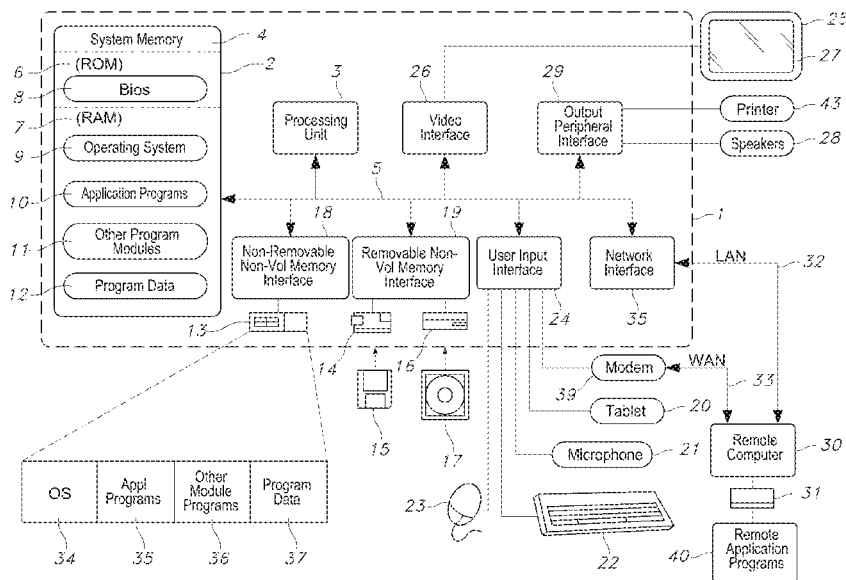 System Memory
4
25
6
(ROM)
2
27
8
Bios
3
26
29
7
(RAM)
Processing
Unit
Video
Interface
Output
Peripheral
Interface
Printer
43
9
Operating System
Speakers
28
5
10
Application Programs
18
19
1
11
Other Program
Modules
Non-Removable
Non-Vol Memory
Interface
Removable Non-
Vol Memory
Interface
User Input
Interface
Network
Interface
LAN
32
12
Program Data
24
35
13
14
16
WAN
Modem
39
33
Tablet
20
15
17
Microphone
21
Remote
Computer
30
OS
Appl
Programs
Other
Module
Programs
Program
Data
23
31
34
35
36
37
22
40
Remote
Application
Programs